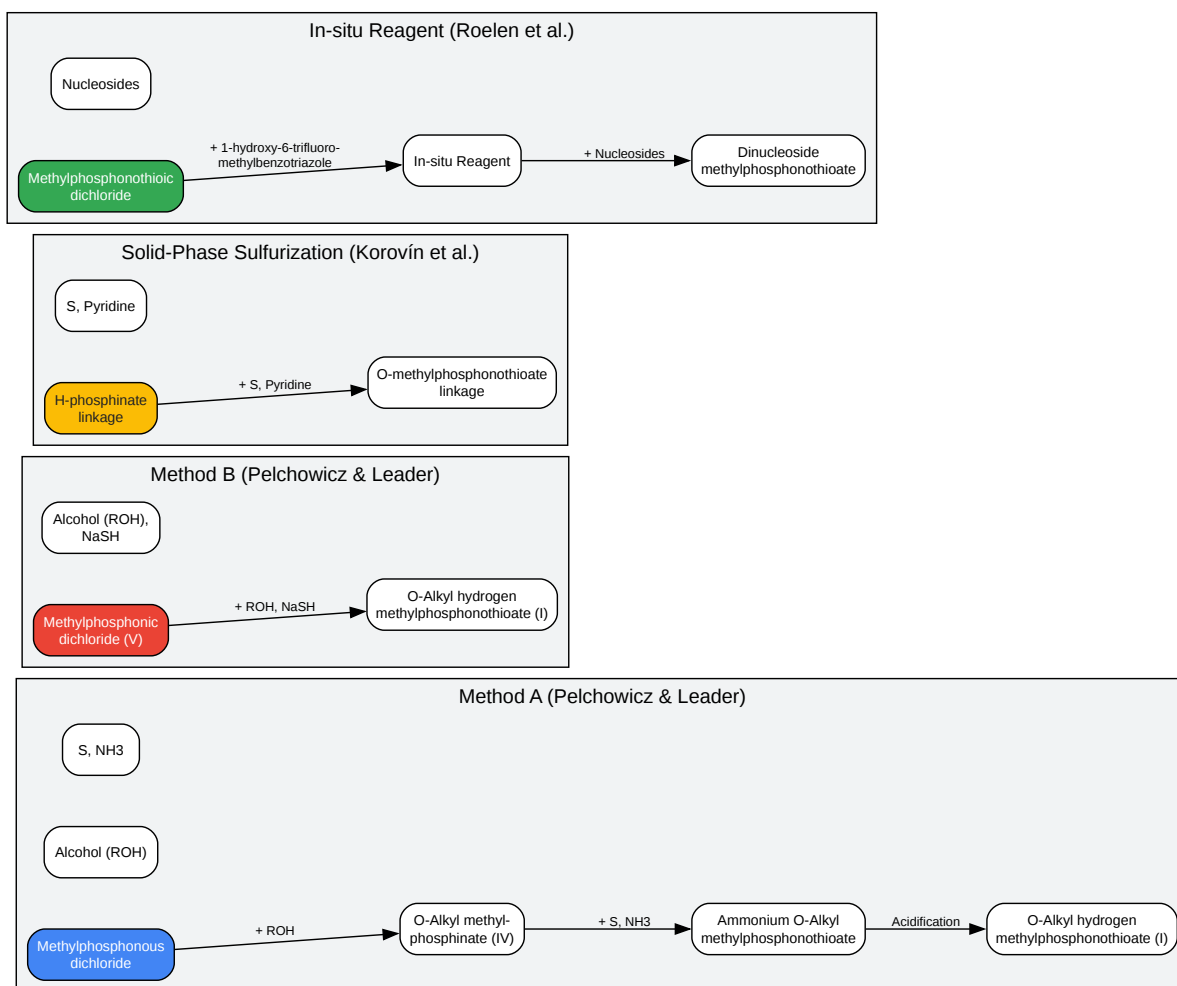 In-situ Reagent (Roelen et al.)
Nucleosides
Methylphosphonothioic
dichloride
+ 1-hydroxy-6-trifluoro-
methylbenzotriazole
In-situ Reagent
+ Nucleosides
Dinucleoside
methylphosphonothioate
Solid-Phase Sulfurization (Korovín et al.)
S, Pyridine
H-phosphinate
linkage
+ S, Pyridine
O-methylphosphonothioate
linkage
Method B (Pelchowicz & Leader)
Alcohol (ROH),
NaSH
Methylphosphonic
dichloride (V)
+ ROH, NaSH
O-Alkyl hydrogen
methylphosphonothioate (I)
Method A (Pelchowicz & Leader)
S, NH3
Alcohol (ROH)
Methylphosphonous
dichloride
+ ROH
O-Alkyl methyl-
phosphinate (IV)
+ S, NH3
Ammonium O-Alkyl
methylphosphonothioate
Acidification
O-Alkyl hydrogen
methylphosphonothioate (I)